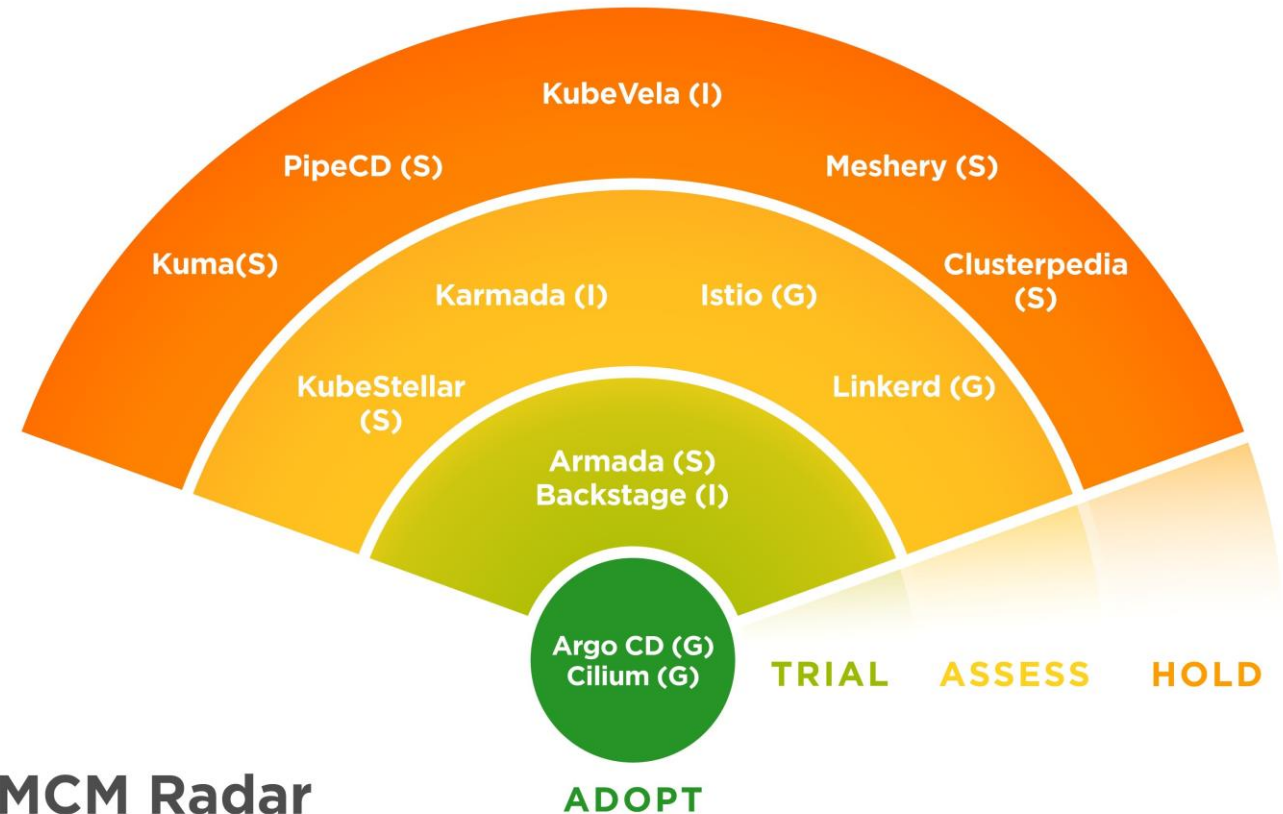 KubeVela (I)
PipeCD (S)
Meshery (S)
Kuma(S)
Clusterpedia
(S)
Karmada (I)
Istio (G)
KubeStellar
(S)
Linkerd (G)
Armada (S)
Backstage (I)
Argo CD (G)
Cilium (G)
TRIAL
ASSESS
HOLD
MCM Radar
ADOPT